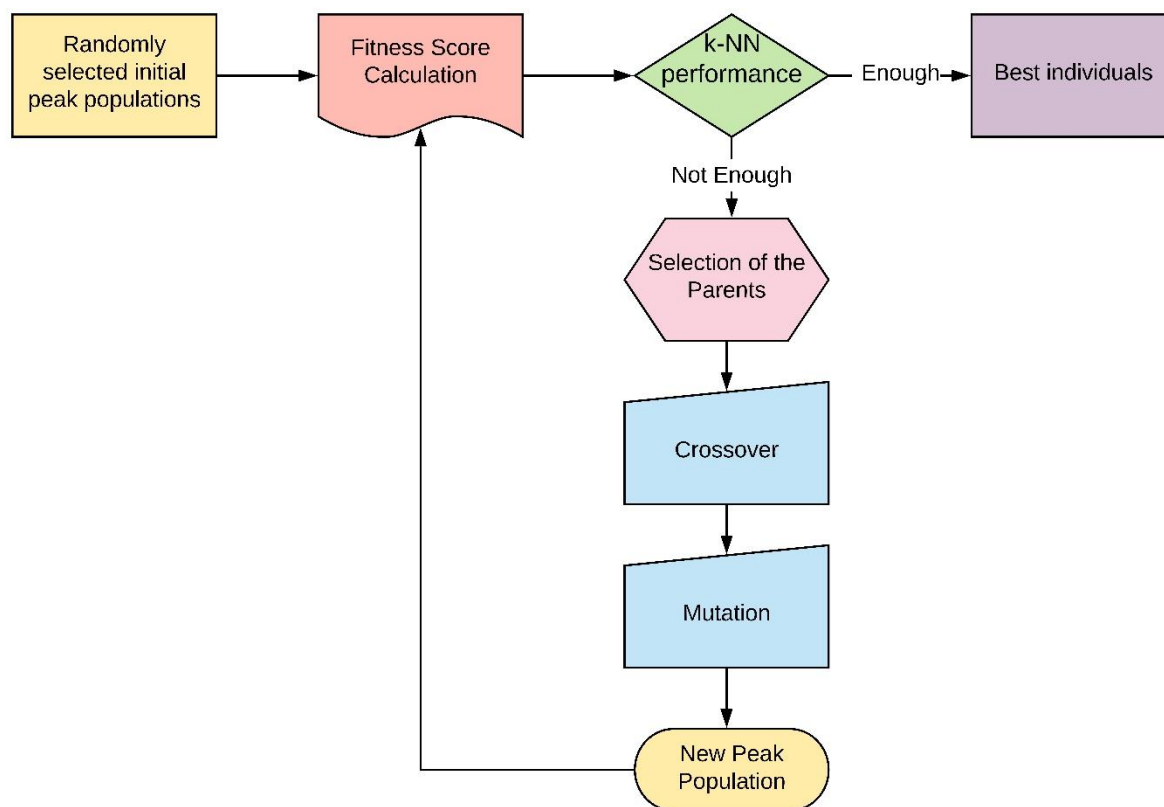 Randomly
selected initial
peak populations
Fitness Score
Calculation
k-NN
performance
Enough
Best individuals
Not Enough
Selection of the
Parents
Crossover
Mutation
New Peak
Population